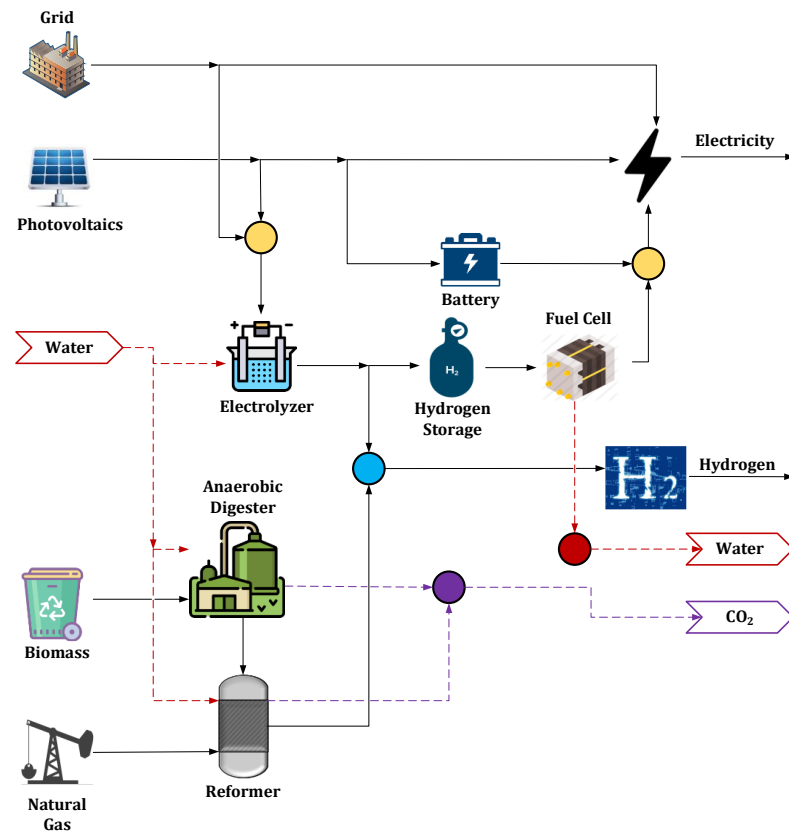 Grid
Electricity
Photovoltaics
Battery
Fuel Cell
Water
+ −
H₂
Electrolyzer
Hydrogen
Storage
Anaerobic
Digester
H2
Hydrogen
Water
Biomass
CO₂
Natural
Gas
Reformer